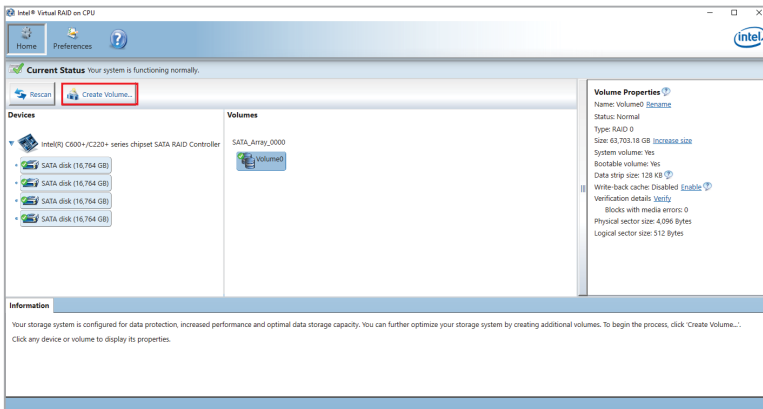 Intel® Virtual RAID on CPU
Home
Preferences
intel.
Current Status Your system is functioning normally.
Rescan
Create Volume...
Devices
Intel(R) C600+/C220+ series chipset SATA RAID Controller
SATA disk (16,764 GB)
SATA disk (16,764 GB)
SATA disk (16,764 GB)
SATA disk (16,764 GB)
Volumes
SATA_Array_0000
Volume0
Volume Properties
Name: Volume0 Rename
Status: Normal
Type: RAID 0
Size: 63,703.18 GB Increase size
System volume: Yes
Bootable volume: Yes
Data strip size: 128 KB
Write-back cache: Disabled Enable
Verification details Verify
Blocks with media errors: 0
Physical sector size: 4,096 Bytes
Logical sector size: 512 Bytes
Information
Your storage system is configured for data protection, increased performance and optimal data storage capacity. You can further optimize your storage system by creating additional volumes. To begin the process, click 'Create Volume...'.
Click any device or volume to display its properties.